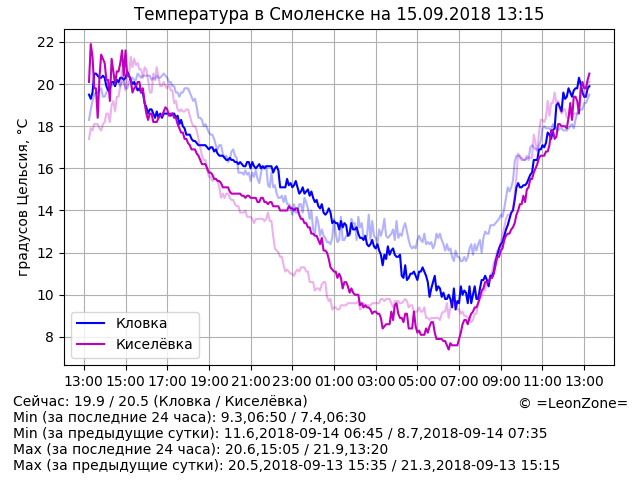 Температура в Смоленске на 15.09.2018 13:15
градусов Цельсия, °C
22
20
18
16
14
12
10
8
Кловка
Киселёвка
13:00 15:00 17:00 19:00 21:00 23:00 01:00 03:00 05:00 07:00 09:00 11:00 13:00
Сейчас: 19.9 / 20.5 (Кловка / Киселёвка)
© =LeonZone=
Min (за последние 24 часа): 9.3,06:50 / 7.4,06:30
Min (за предыдущие сутки): 11.6,2018-09-14 06:45 / 8.7,2018-09-14 07:35
Max (за последние 24 часа): 20.6,15:05 / 21.9,13:20
Max (за предыдущие сутки): 20.5,2018-09-13 15:35 / 21.3,2018-09-13 15:15